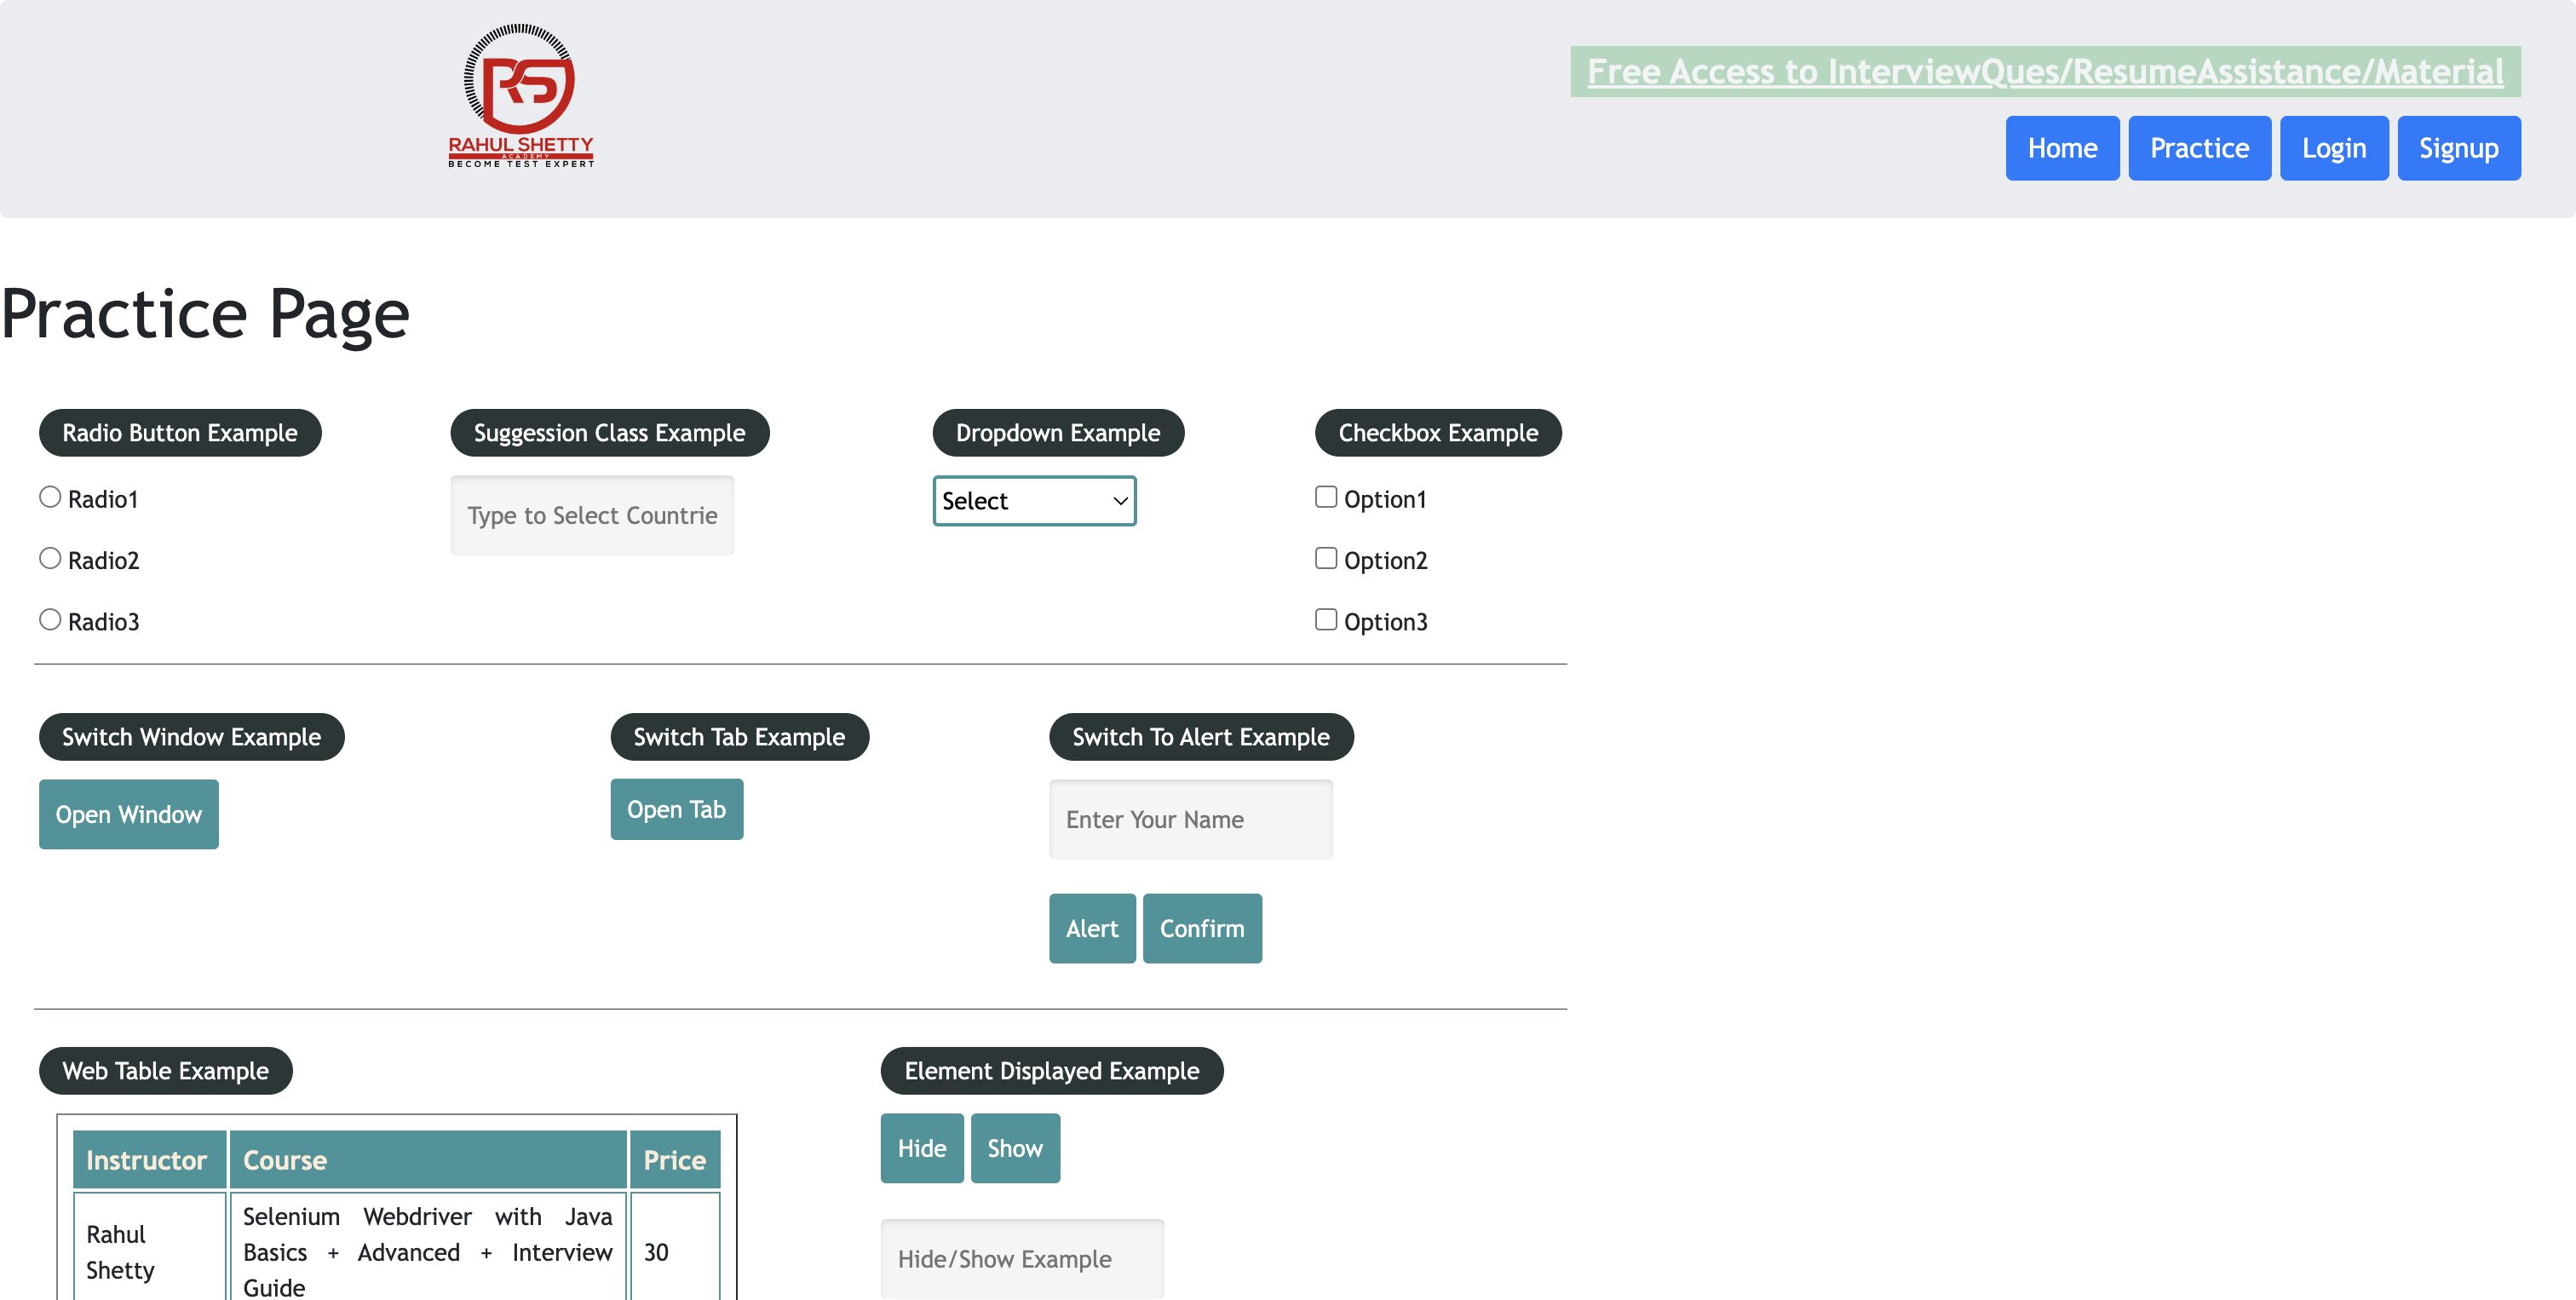 RS
RAHUL SHETTY
ACADEMY
BECOME TEST EXPERT
Free Access to InterviewQues/ResumeAssistance/Material
Home Practice Login Signup
Practice Page
Radio Button Example
Radio1
Radio2
Radio3
Suggession Class Example
Type to Select Countrie
Dropdown Example
Select
Checkbox Example
Option1
Option2
Option3
Switch Window Example
Open Window
Switch Tab Example
Open Tab
Switch To Alert Example
Enter Your Name
Alert Confirm
Web Table Example
Instructor Course Price
Rahul
Shetty
Selenium Webdriver with Java
Basics + Advanced + Interview
Guide
30
Element Displayed Example
Hide Show
Hide/Show Example